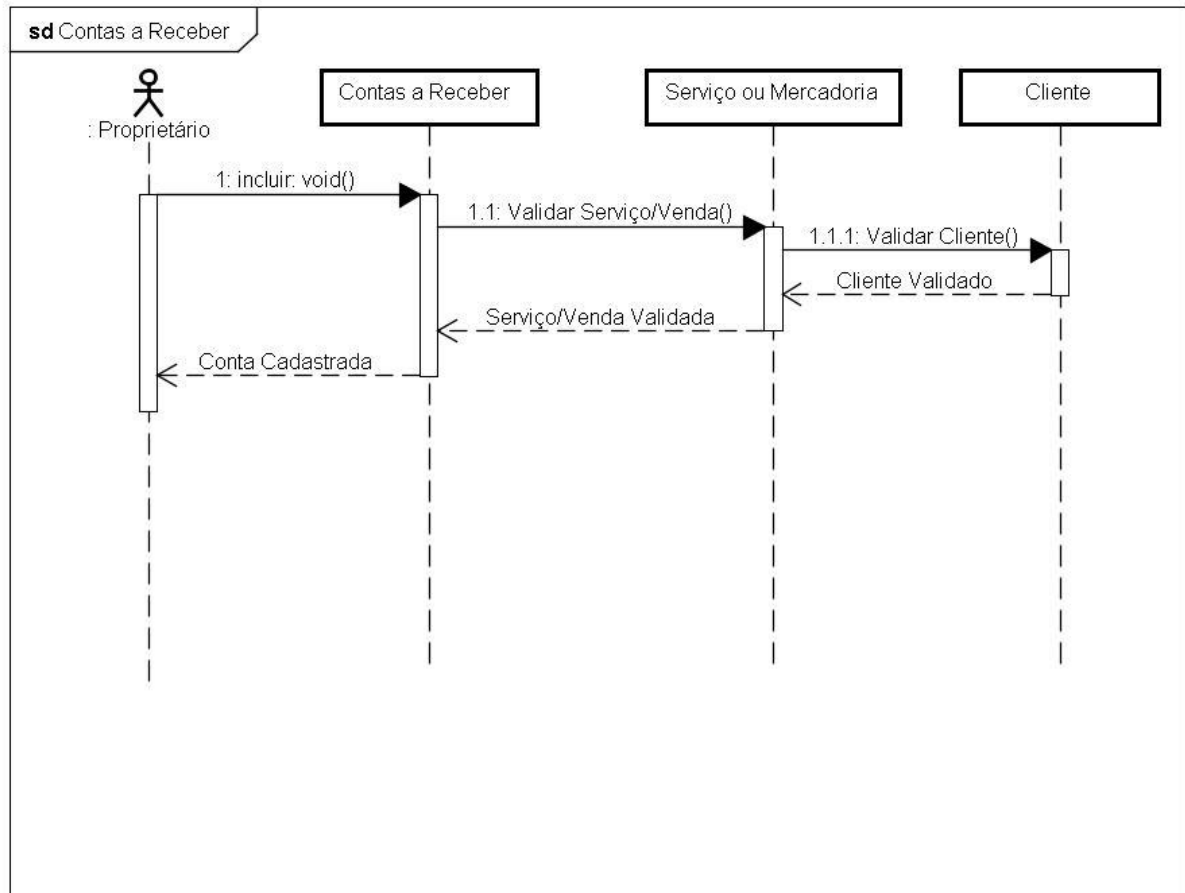 sd Contas a Receber
: Proprietário
Contas a Receber
Serviço ou Mercadoria
Cliente
1: incluir: void()
1.1: Validar Serviço/Venda()
1.1.1: Validar Cliente()
Cliente Validado
Serviço/Venda Validada
Conta Cadastrada